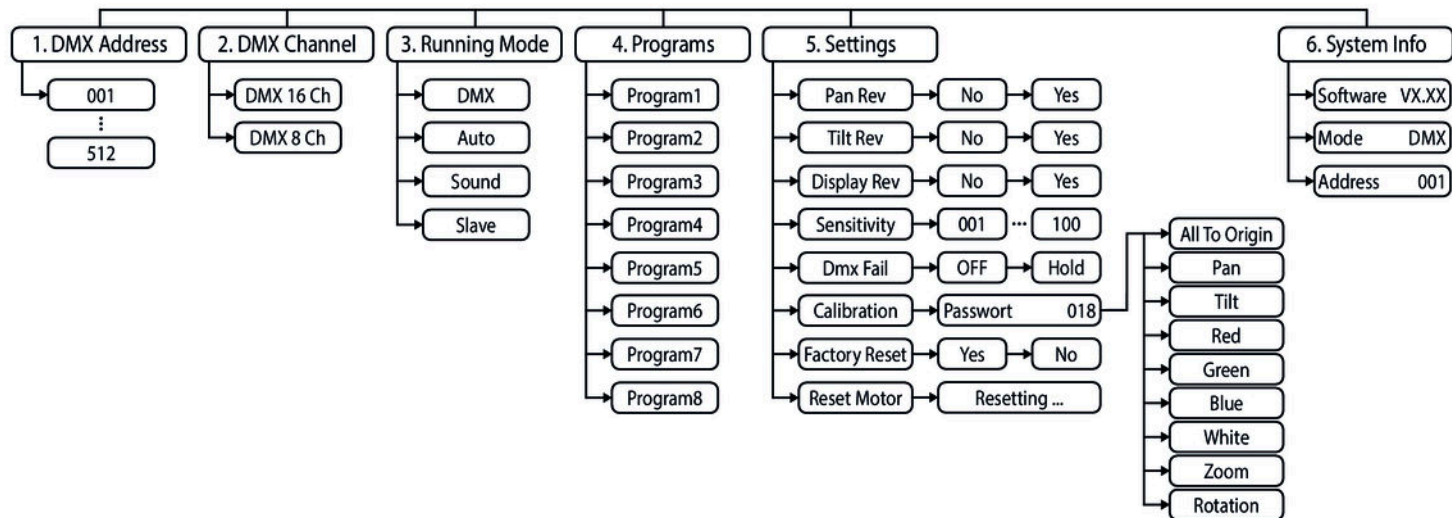 1. DMX Address
001
⋮
512
2. DMX Channel
DMX 16 Ch
DMX 8 Ch
3. Running Mode
DMX
Auto
Sound
Slave
4. Programs
Program1
Program2
Program3
Program4
Program5
Program6
Program7
Program8
5. Settings
Pan Rev No Yes
Tilt Rev No Yes
Display Rev No Yes
Sensitivity 001 ... 100
Dmx Fail OFF Hold
Calibration Passwort 018
Factory Reset Yes No
Reset Motor Resetting ...
All To Origin
Pan
Tilt
Red
Green
Blue
White
Zoom
Rotation
6. System Info
Software VX.XX
Mode DMX
Address 001